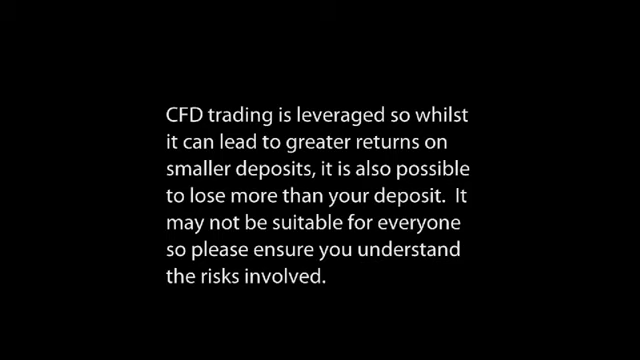 CFD trading is leveraged so whilst
it can lead to greater returns on
smaller deposits, it is also possible
to lose more than your deposit.  It
may not be suitable for everyone
so please ensure you understand
the risks involved.